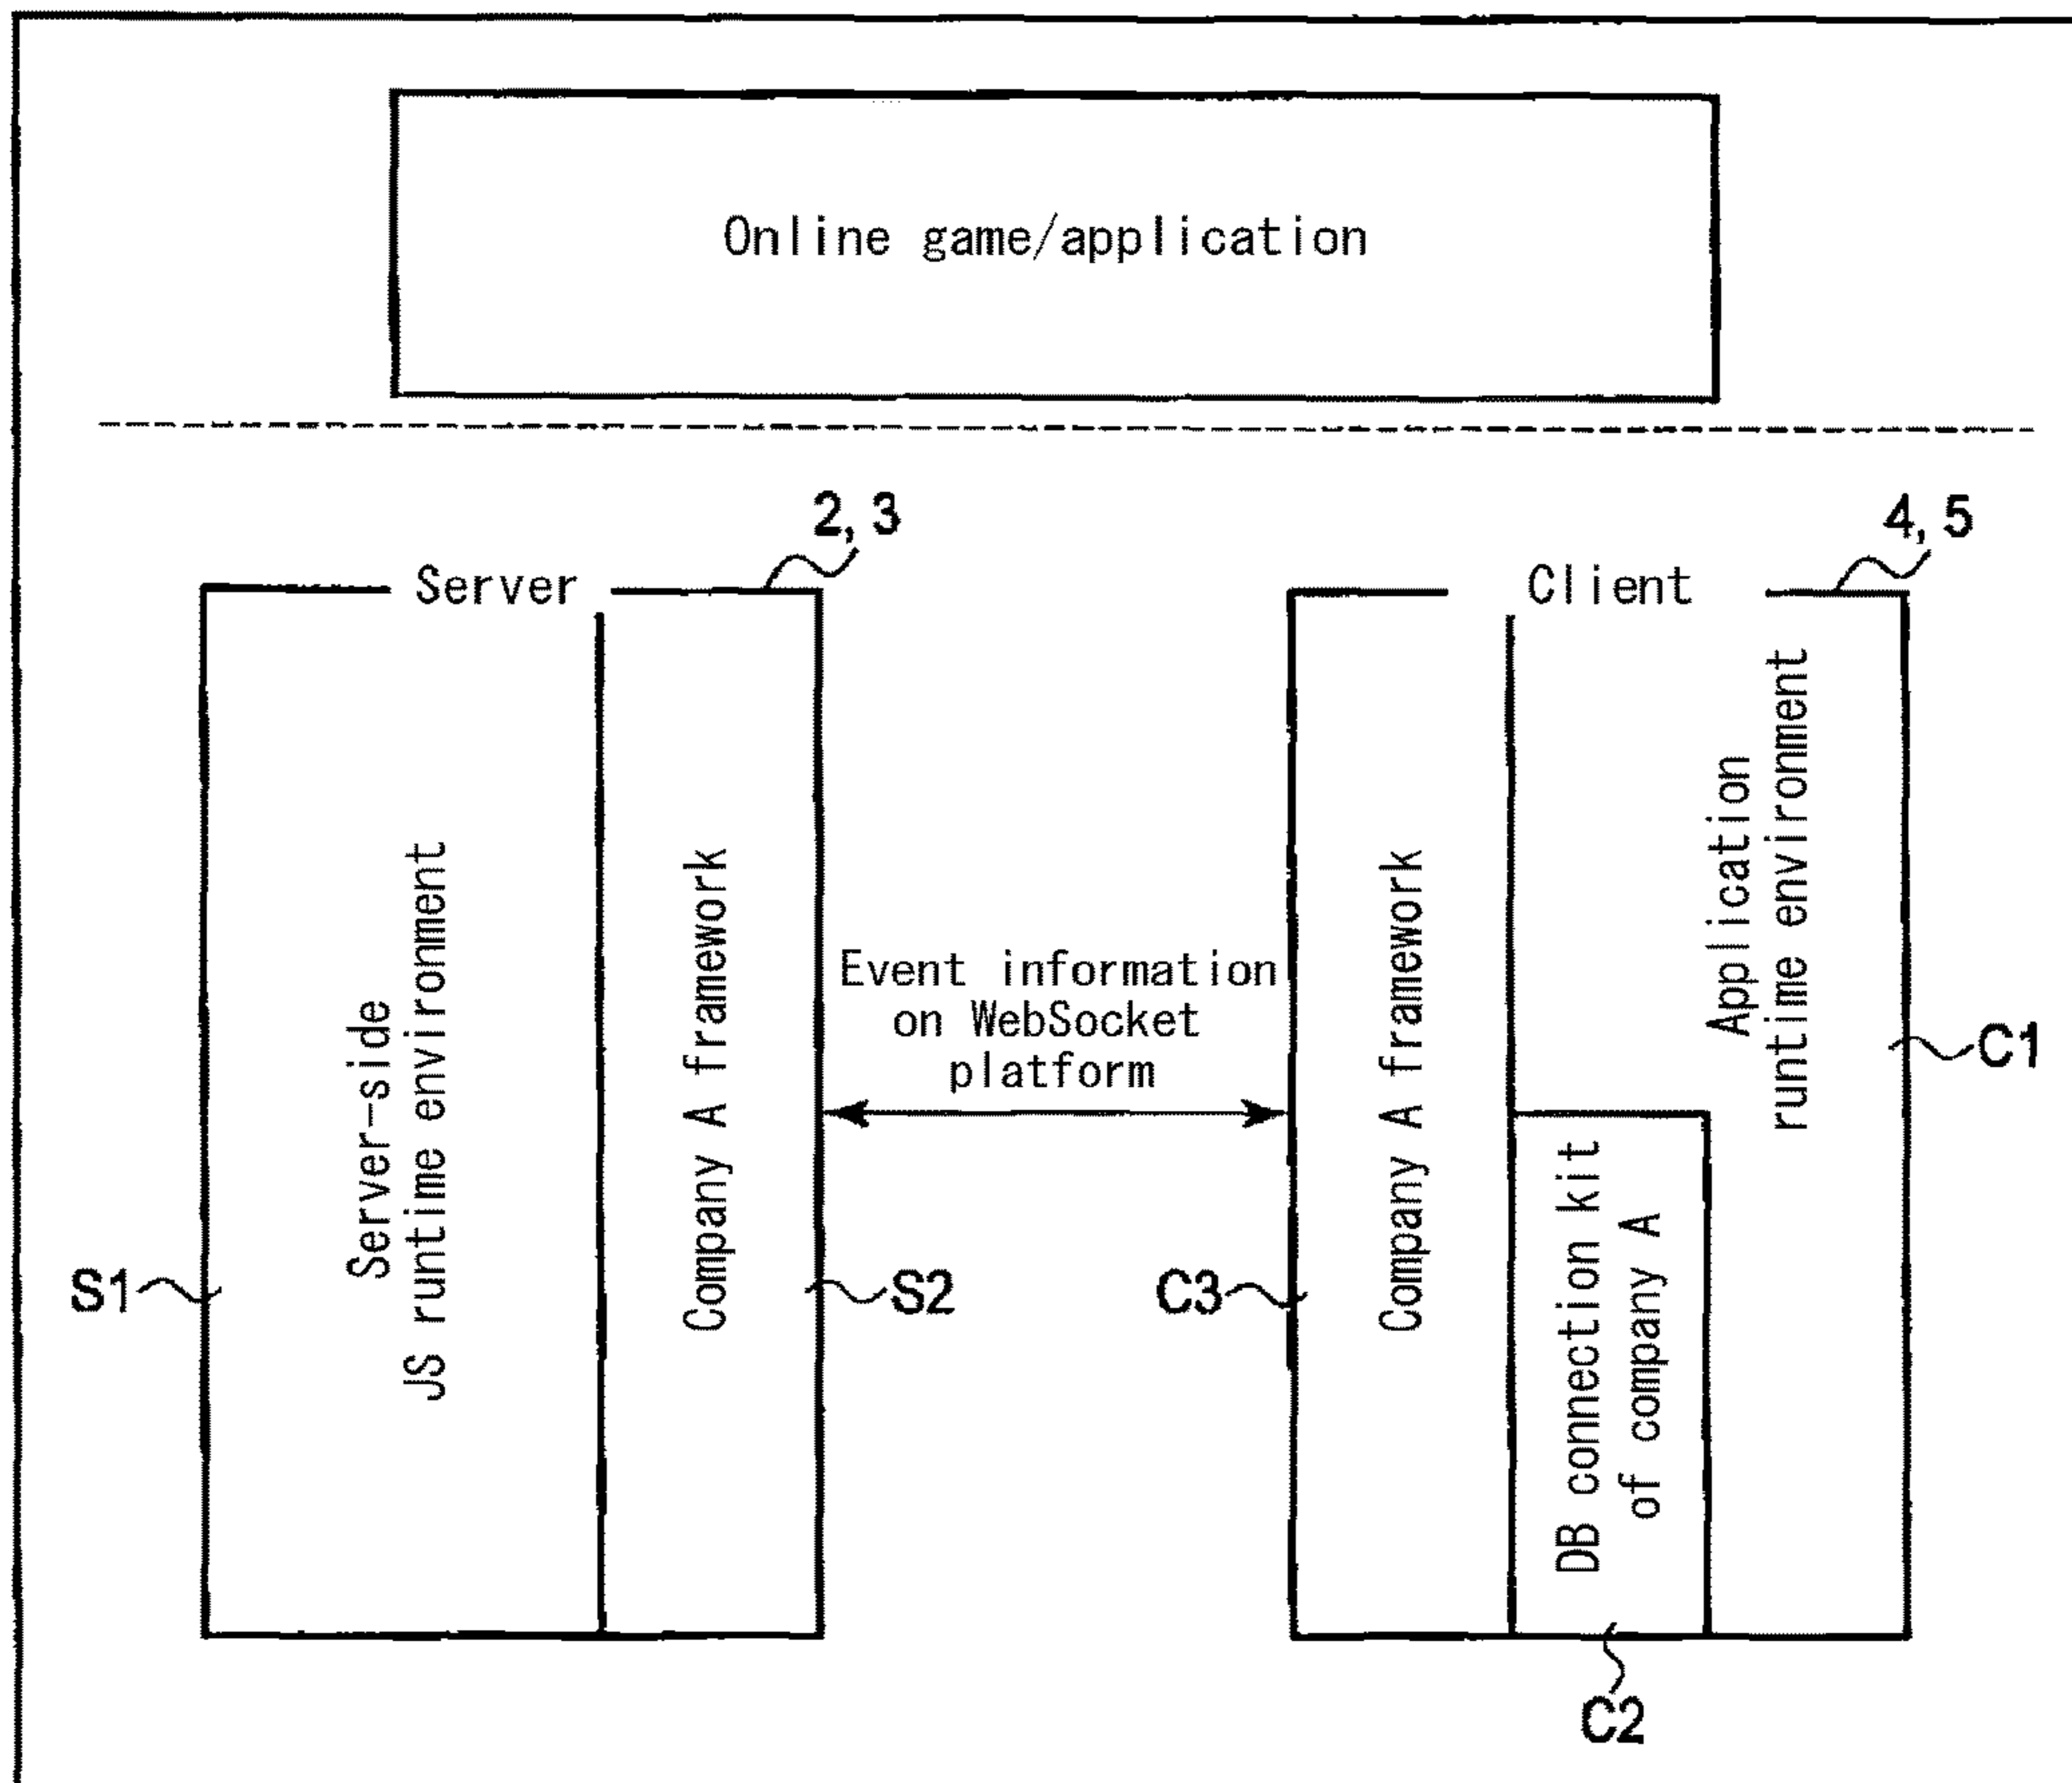 Online game/application
2, 3
4, 5
Server
Client
Server-side
JS runtime environment
Company A framework
Event information
on WebSocket
platform
Company A framework
Application
runtime environment
DB connection kit
of company A
C1
S1
S2
C3
C2